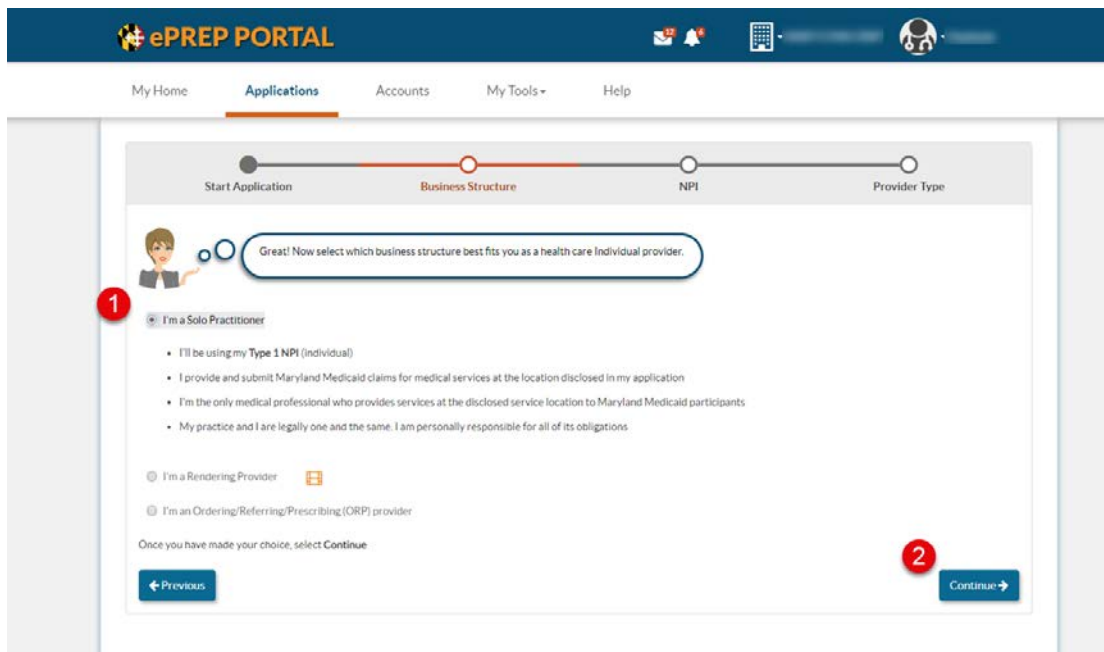 ePREP PORTAL
12
6
My Home Applications Accounts My Tools Help
Start Application Business Structure NPI Provider Type
Great! Now select which business structure best fits you as a health care Individual provider.
1
I'm a Solo Practitioner
• I'll be using my Type 1 NPI (individual)
• I provide and submit Maryland Medicaid claims for medical services at the location disclosed in my application
• I'm the only medical professional who provides services at the disclosed service location to Maryland Medicaid participants
• My practice and I are legally one and the same. I am personally responsible for all of its obligations
I'm a Rendering Provider
I'm an Ordering/Referring/Prescribing (ORP) provider
Once you have made your choice, select Continue
2
Previous Continue